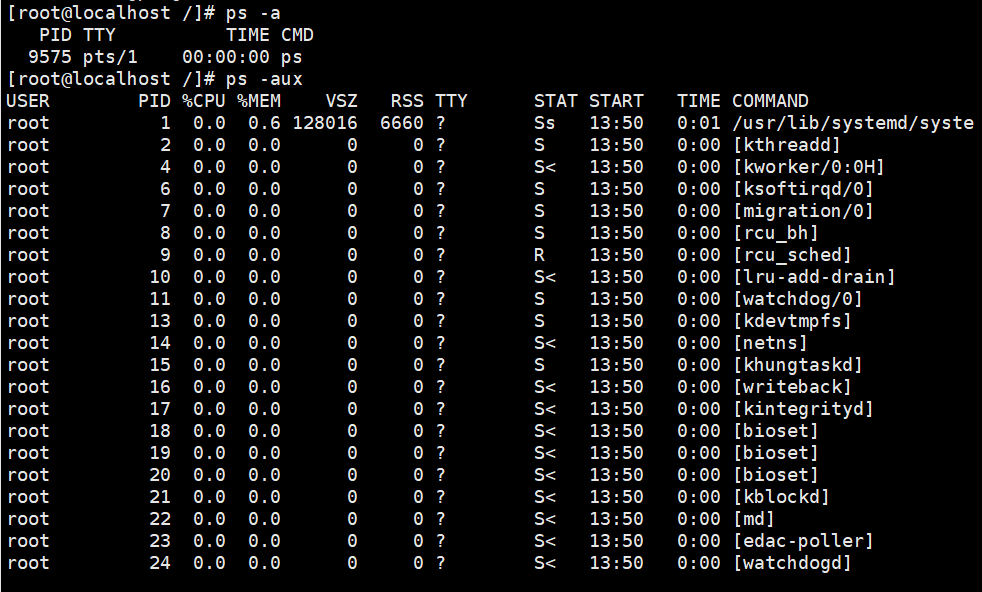 [root@localhost /]# ps -a
   PID TTY          TIME CMD
  9575 pts/1    00:00:00 ps
[root@localhost /]# ps -aux
USER        PID %CPU %MEM    VSZ   RSS TTY      STAT START   TIME COMMAND
root          1  0.0  0.6 128016  6660 ?        Ss   13:50   0:01 /usr/lib/systemd/syste
root          2  0.0  0.0      0     0 ?        S    13:50   0:00 [kthreadd]
root          4  0.0  0.0      0     0 ?        S<   13:50   0:00 [kworker/0:0H]
root          6  0.0  0.0      0     0 ?        S    13:50   0:00 [ksoftirqd/0]
root          7  0.0  0.0      0     0 ?        S    13:50   0:00 [migration/0]
root          8  0.0  0.0      0     0 ?        S    13:50   0:00 [rcu_bh]
root          9  0.0  0.0      0     0 ?        R    13:50   0:00 [rcu_sched]
root         10  0.0  0.0      0     0 ?        S<   13:50   0:00 [lru-add-drain]
root         11  0.0  0.0      0     0 ?        S    13:50   0:00 [watchdog/0]
root         13  0.0  0.0      0     0 ?        S    13:50   0:00 [kdevtmpfs]
root         14  0.0  0.0      0     0 ?        S<   13:50   0:00 [netns]
root         15  0.0  0.0      0     0 ?        S    13:50   0:00 [khungtaskd]
root         16  0.0  0.0      0     0 ?        S<   13:50   0:00 [writeback]
root         17  0.0  0.0      0     0 ?        S<   13:50   0:00 [kintegrityd]
root         18  0.0  0.0      0     0 ?        S<   13:50   0:00 [bioset]
root         19  0.0  0.0      0     0 ?        S<   13:50   0:00 [bioset]
root         20  0.0  0.0      0     0 ?        S<   13:50   0:00 [bioset]
root         21  0.0  0.0      0     0 ?        S<   13:50   0:00 [kblockd]
root         22  0.0  0.0      0     0 ?        S<   13:50   0:00 [md]
root         23  0.0  0.0      0     0 ?        S<   13:50   0:00 [edac-poller]
root         24  0.0  0.0      0     0 ?        S<   13:50   0:00 [watchdogd]